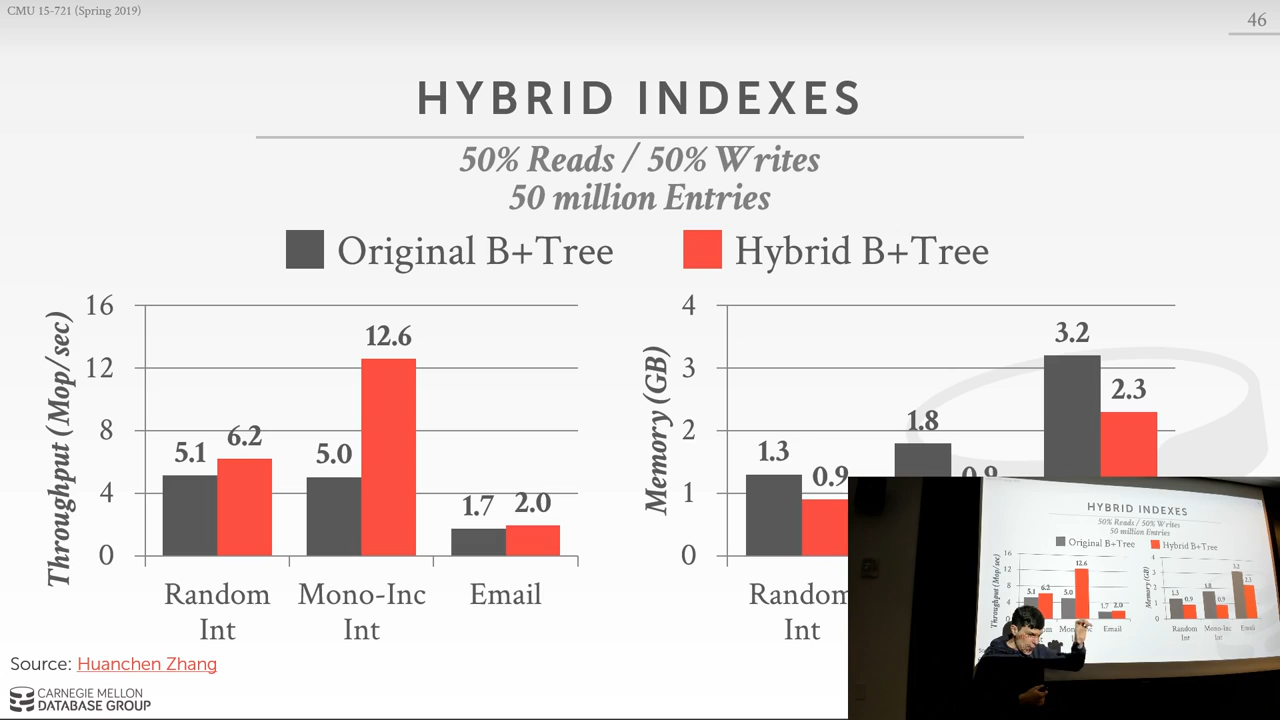 CMU 15-721 (Spring 2019)
46
HYBRID INDEXES
50% Reads / 50% Writes
50 million Entries
Original B+Tree
Hybrid B+Tree
Throughput (Mop/sec)
16
12
8
4
0
5.1
6.2
5.0
12.6
1.7
2.0
Random Int
Mono-Inc Int
Email
Memory (GB)
4
3
2
1
0
1.3
0.9
1.8
0.9
3.2
2.3
Random
Int
Source: Huanchen Zhang
CARNEGIE MELLON
DATABASE GROUP
HYBRID INDEXES
50% Reads / 50% Writes
50 million Entries
Original B+Tree
Hybrid B+Tree
Throughput (Mop/sec)
16
12
8
4
5.1
6.2
5.0
12.6
1.7
2.0
Email
Memory (GB)
4
3
2
1
0
1.3
0.9
1.8
0.9
3.2
2.3
Random Int
Mono-Inc Int
Email